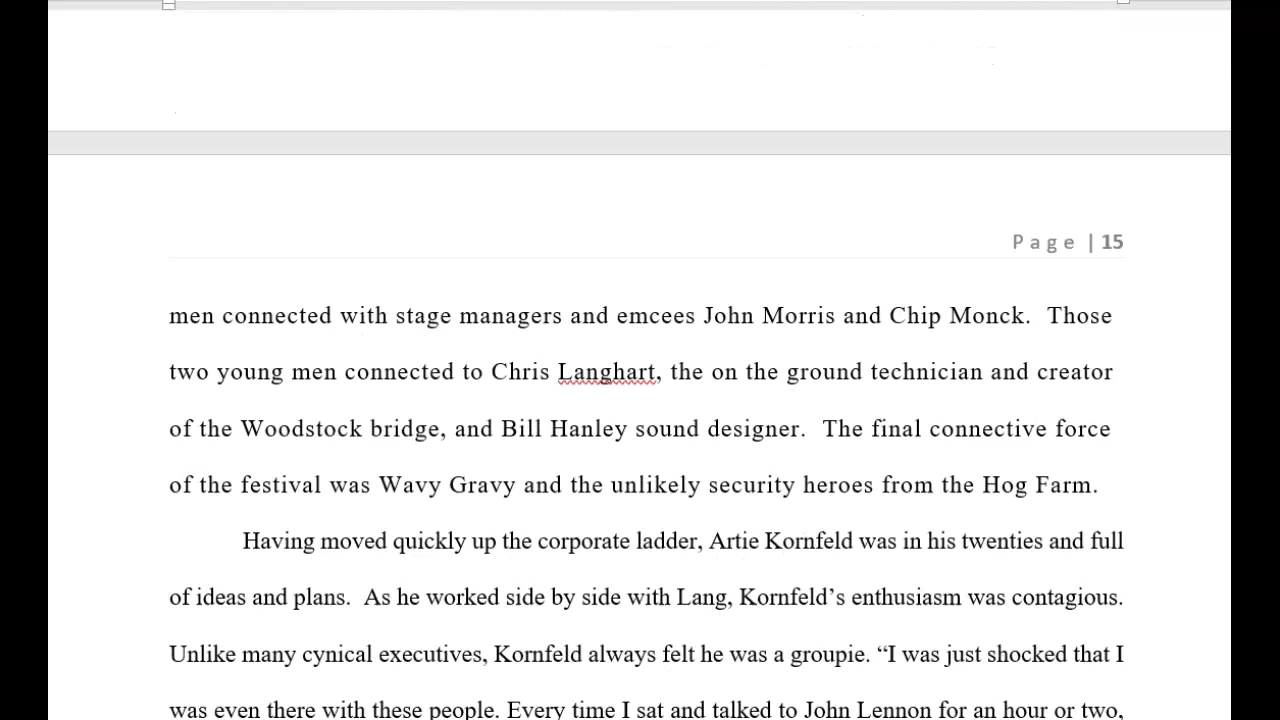 Page | 15
men connected with stage managers and emcees John Morris and Chip Monck.  Those
two young men connected to Chris Langhart, the on the ground technician and creator
of the Woodstock bridge, and Bill Hanley sound designer.  The final connective force
of the festival was Wavy Gravy and the unlikely security heroes from the Hog Farm.
Having moved quickly up the corporate ladder, Artie Kornfeld was in his twenties and full
of ideas and plans.  As he worked side by side with Lang, Kornfeld’s enthusiasm was contagious.
Unlike many cynical executives, Kornfeld always felt he was a groupie. “I was just shocked that I
was even there with these people. Every time I sat and talked to John Lennon for an hour or two,